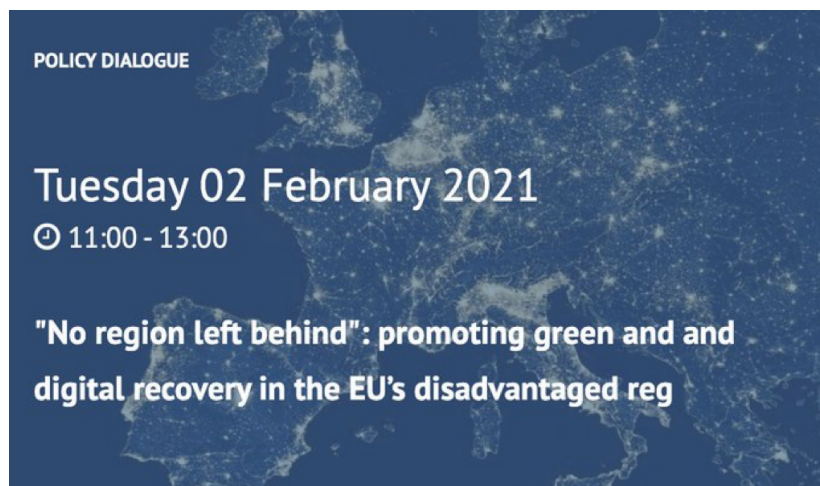 POLICY DIALOGUE
Tuesday 02 February 2021
11:00 - 13:00
"No region left behind": promoting green and and
digital recovery in the EU’s disadvantaged reg